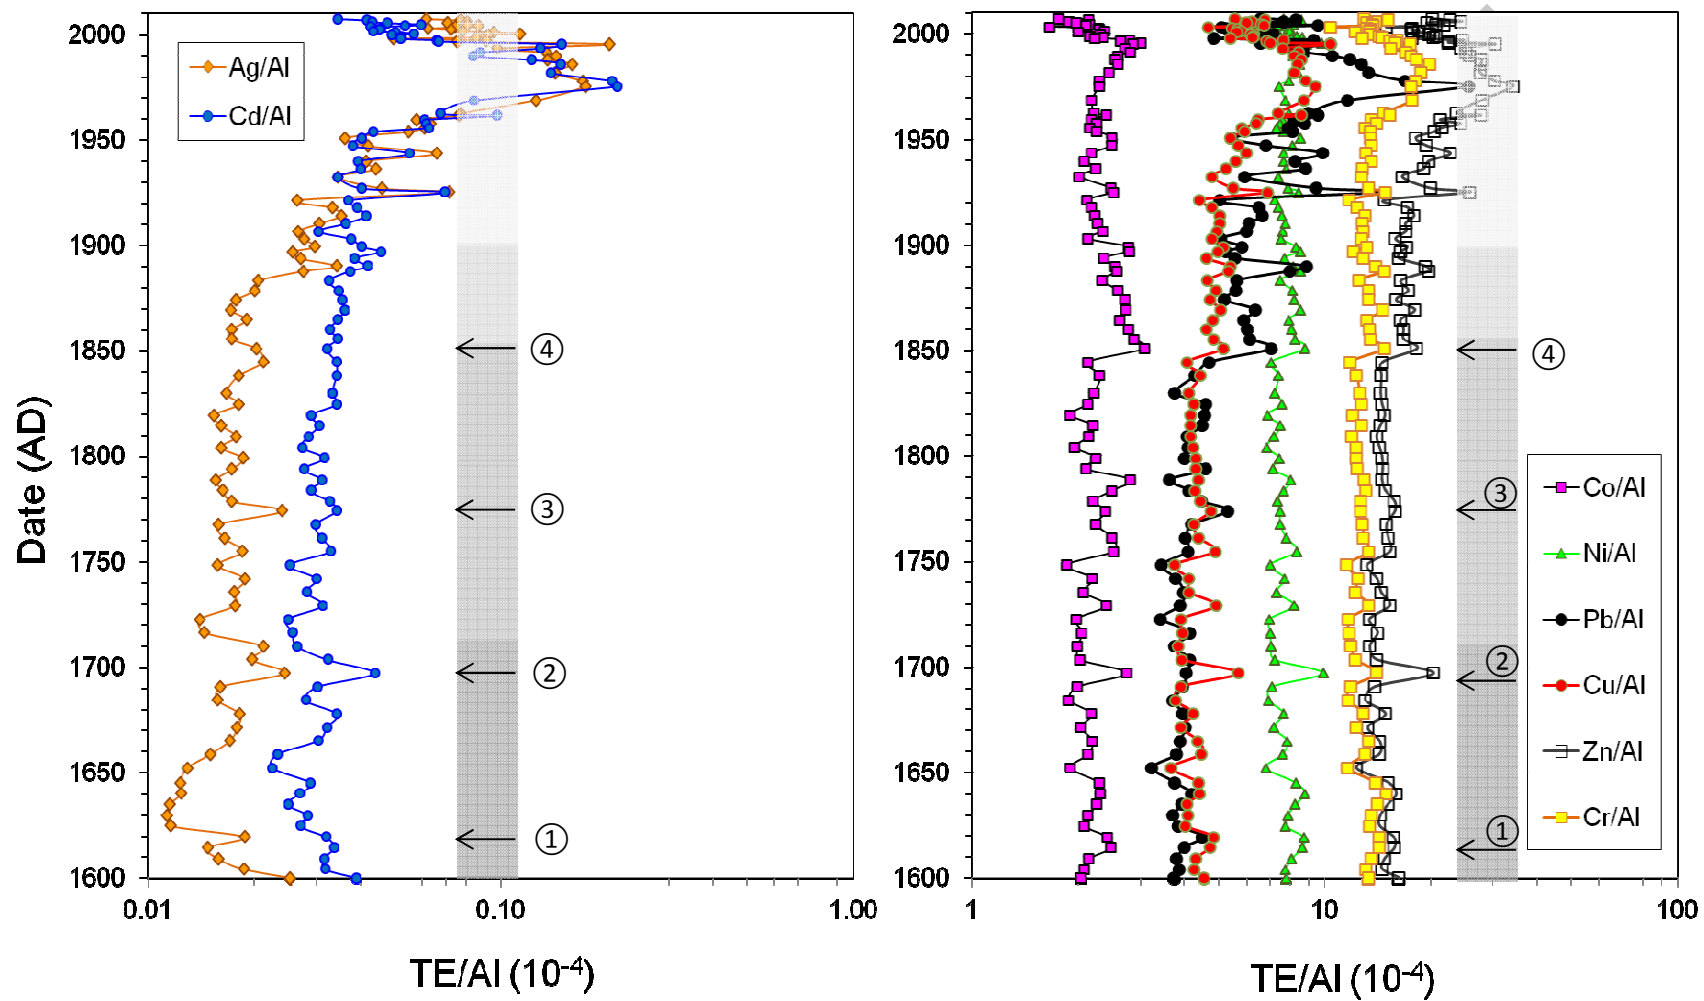 Date (AD)
2000
1950
1900
1850
1800
1750
1700
1650
1600
0.01
0.10
1.00
TE/Al (10-4)
Ag/Al
Cd/Al
④
③
②
①
2000
1950
1900
1850
1800
1750
1700
1650
1600
1
10
100
TE/Al (10-4)
④
③
②
①
Co/Al
Ni/Al
Pb/Al
Cu/Al
Zn/Al
Cr/Al